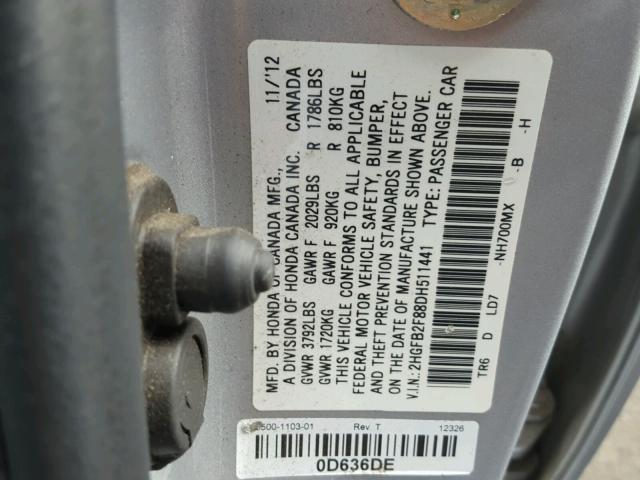 MFD. BY HONDA OF CANADA MFG., 11/'12
A DIVISION OF HONDA CANADA INC. CANADA
GVWR 3792LBS GAWR F 2029LBS R 1786LBS
GVWR 1720KG GAWR F 920KG R 810KG
THIS VEHICLE CONFORMS TO ALL APPLICABLE
FEDERAL MOTOR VEHICLE SAFETY, BUMPER,
AND THEFT PREVENTION STANDARDS IN EFFECT
ON THE DATE OF MANUFACTURE SHOWN ABOVE.
V.I.N.: 2HGFB2F88DH511441 TYPE: PASSENGER CAR
TR6 D LD7 -NH700MX -B -H
500-1103-01 Rev. T 12326
0D636DE